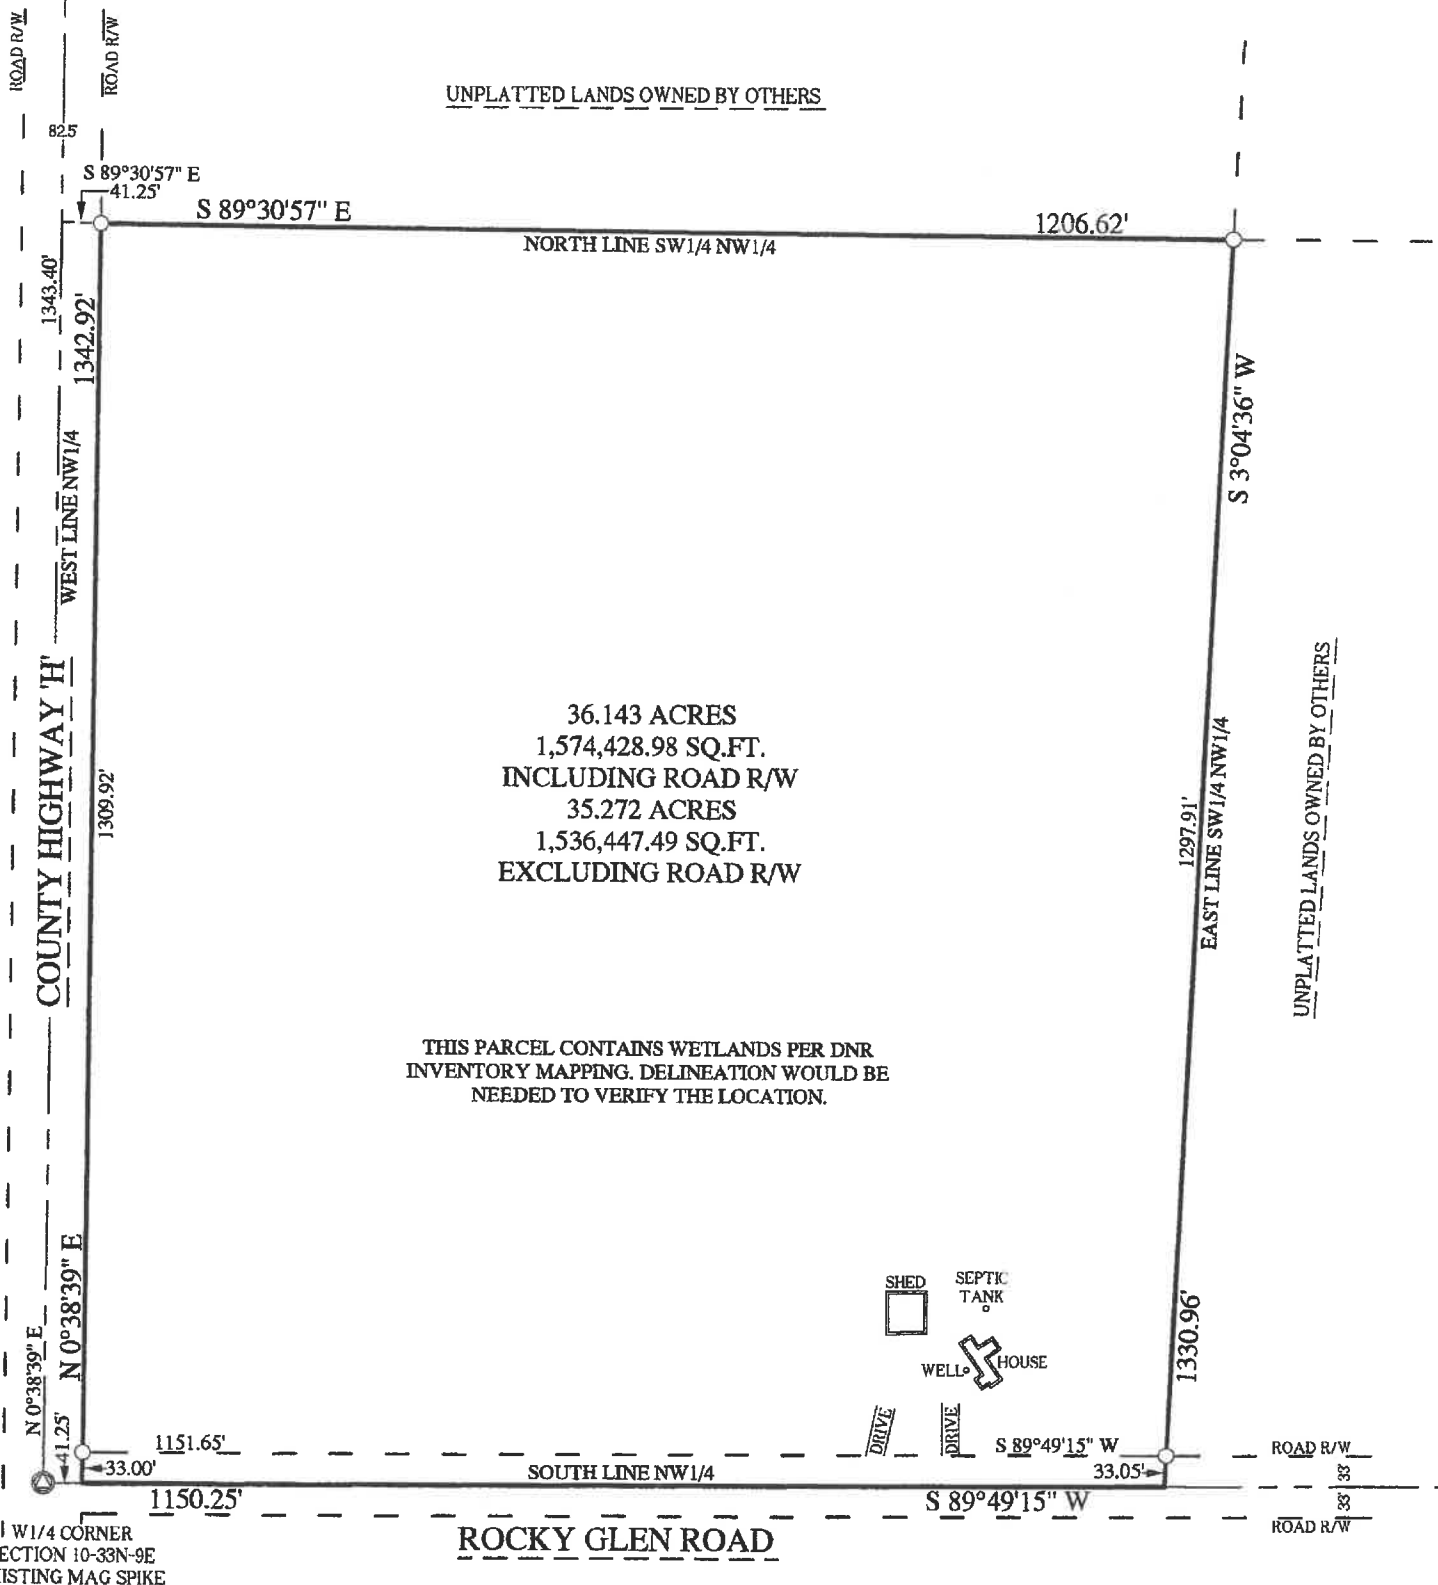 ROAD R/W
ROAD R/W
UNPLATTED LANDS OWNED BY OTHERS
82.5'
S 89°30'57" E
41.25'
S 89°30'57" E
1206.62'
NORTH LINE SW1/4 NW1/4
1343.40'
1342.92'
S 3°04'36" W
WEST LINE NW1/4
COUNTY HIGHWAY 'H'
1309.92'
36.143 ACRES
1,574,428.98 SQ.FT.
INCLUDING ROAD R/W
35.272 ACRES
1,536,447.49 SQ.FT.
EXCLUDING ROAD R/W
1297.91'
EAST LINE SW1/4 NW1/4
UNPLATTED LANDS OWNED BY OTHERS
THIS PARCEL CONTAINS WETLANDS PER DNR
INVENTORY MAPPING. DELINEATION WOULD BE
NEEDED TO VERIFY THE LOCATION.
N 0°38'39" E
N 0°38'39" E
SHED
SEPTIC
TANK
WELL
HOUSE
1330.96'
DRIVE
DRIVE
41.25'
1151.65'
S 89°49'15" W
ROAD R/W
33.00'
SOUTH LINE NW1/4
33.05'
33'
1150.25'
S 89°49'15" W
33'
ROAD R/W
ROCKY GLEN ROAD
W1/4 CORNER
ECTION 10-33N-9E
ISTING MAG SPIKE